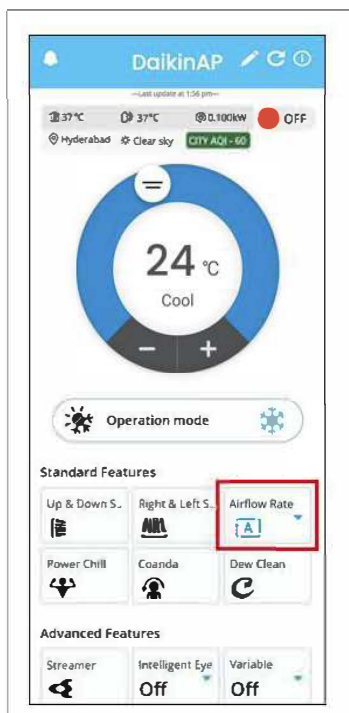 DaikinAP
—Last update at 1:56 pm—
37°C 37°C 0.100kW OFF
Hyderabad Clear sky CITY AQI - 60
24 °C
Cool
− +
Operation mode
Standard Features
Up & Down S.. Right & Left S.. Airflow Rate
A
Power Chill Coanda Dew Clean
Advanced Features
Streamer Intelligent Eye Variable
Off Off